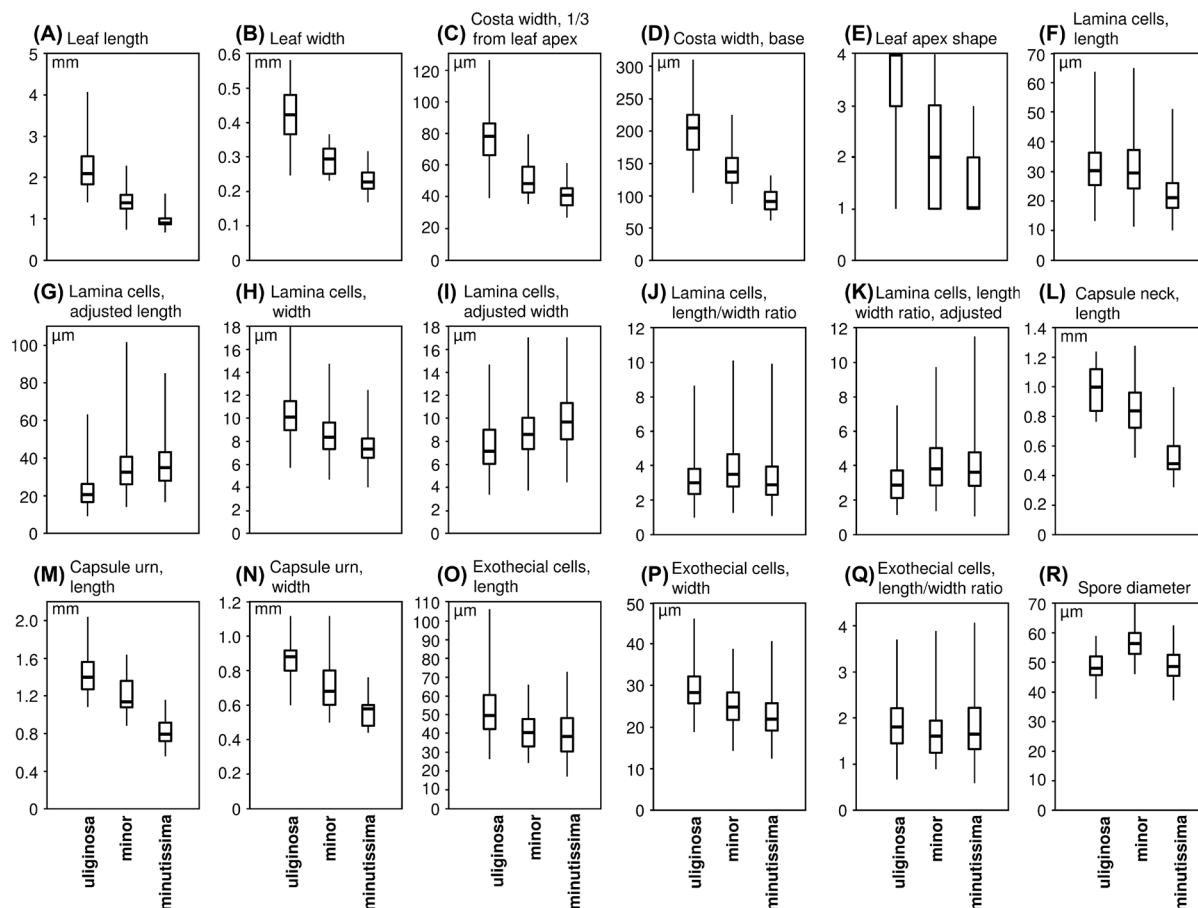 (A) Leaf length
mm
5
4
3
2
1
0
(B) Leaf width
mm
0.6
0.5
0.4
0.3
0.2
0.1
0.0
(C) Costa width, 1/3
from leaf apex
µm
120
100
80
60
40
20
0
(D) Costa width, base
µm
300
250
200
150
100
50
0
(E) Leaf apex shape
4
3
2
1
0
(F) Lamina cells,
length
µm
70
60
50
40
30
20
10
0
(G) Lamina cells,
adjusted length
µm
100
80
60
40
20
0
(H) Lamina cells,
width
µm
18
16
14
12
10
8
6
4
2
0
(I) Lamina cells,
adjusted width
µm
18
16
14
12
10
8
6
4
2
0
(J) Lamina cells,
length/width ratio
12
10
8
6
4
2
0
(K) Lamina cells, length
width ratio, adjusted
12
10
8
6
4
2
0
(L) Capsule neck,
length
mm
1.4
1.2
1.0
0.8
0.6
0.4
0.2
0
(M) Capsule urn,
length
mm
2.0
1.6
1.2
0.8
0.4
0
(N) Capsule urn,
width
mm
1.2
1.0
0.8
0.6
0.4
0.2
0
(O) Exothecial cells,
length
µm
110
100
90
80
70
60
50
40
30
20
10
0
(P) Exothecial cells,
width
µm
50
40
30
20
10
0
(Q) Exothecial cells,
length/width ratio
4
3
2
1
0
(R) Spore diameter
µm
70
60
50
40
30
20
10
0
uliginosa
minor
minutissima
uliginosa
minor
minutissima
uliginosa
minor
minutissima
uliginosa
minor
minutissima
uliginosa
minor
minutissima
uliginosa
minor
minutissima